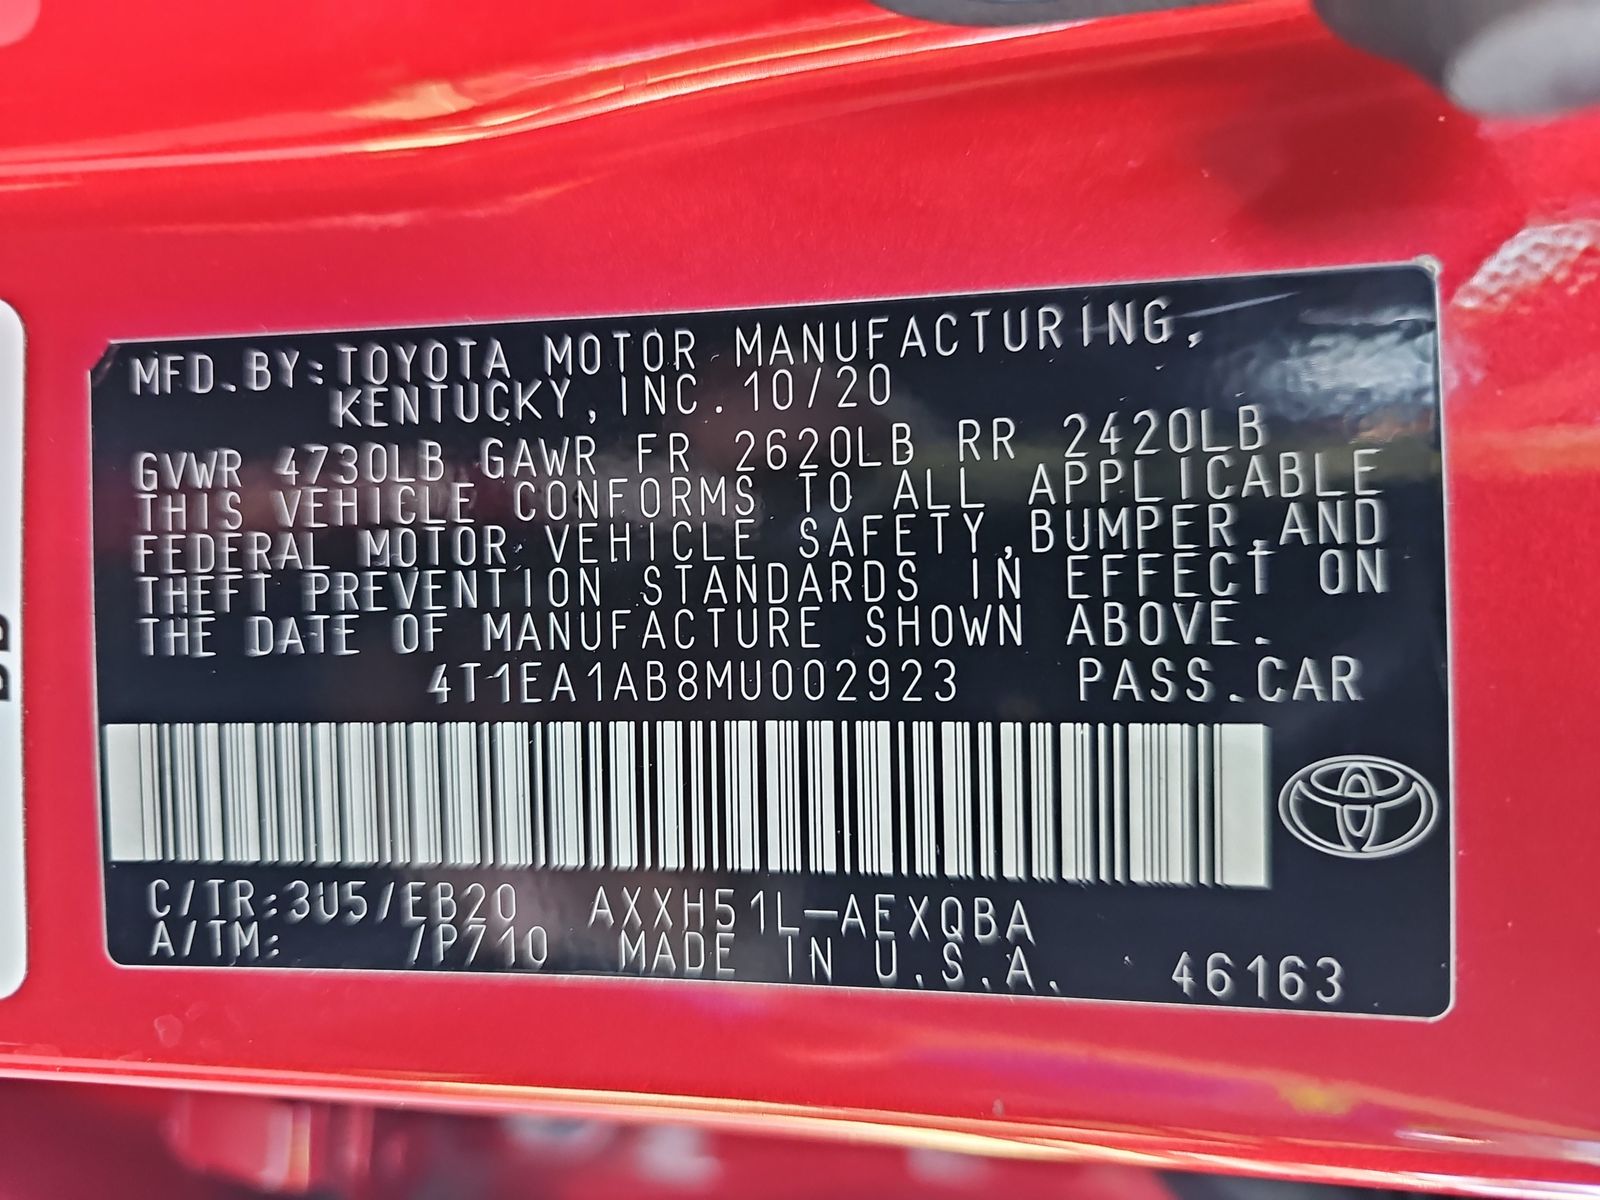 MFD.BY:TOYOTA MOTOR MANUFACTURING,
KENTUCKY, INC. 10/20
GVWR 4730LB GAWR FR 2620LB RR 2420LB
THIS VEHICLE CONFORMS TO ALL APPLICABLE
FEDERAL MOTOR VEHICLE SAFETY,BUMPER,AND
THEFT PREVENTION STANDARDS IN EFFECT ON
THE DATE OF MANUFACTURE SHOWN ABOVE.
4T1EA1AB8MU002923 PASS.CAR
C/TR:3U5/EB20 AXXH51L-AEXQBA
A/TM: /P710 MADE IN U.S.A. 46163